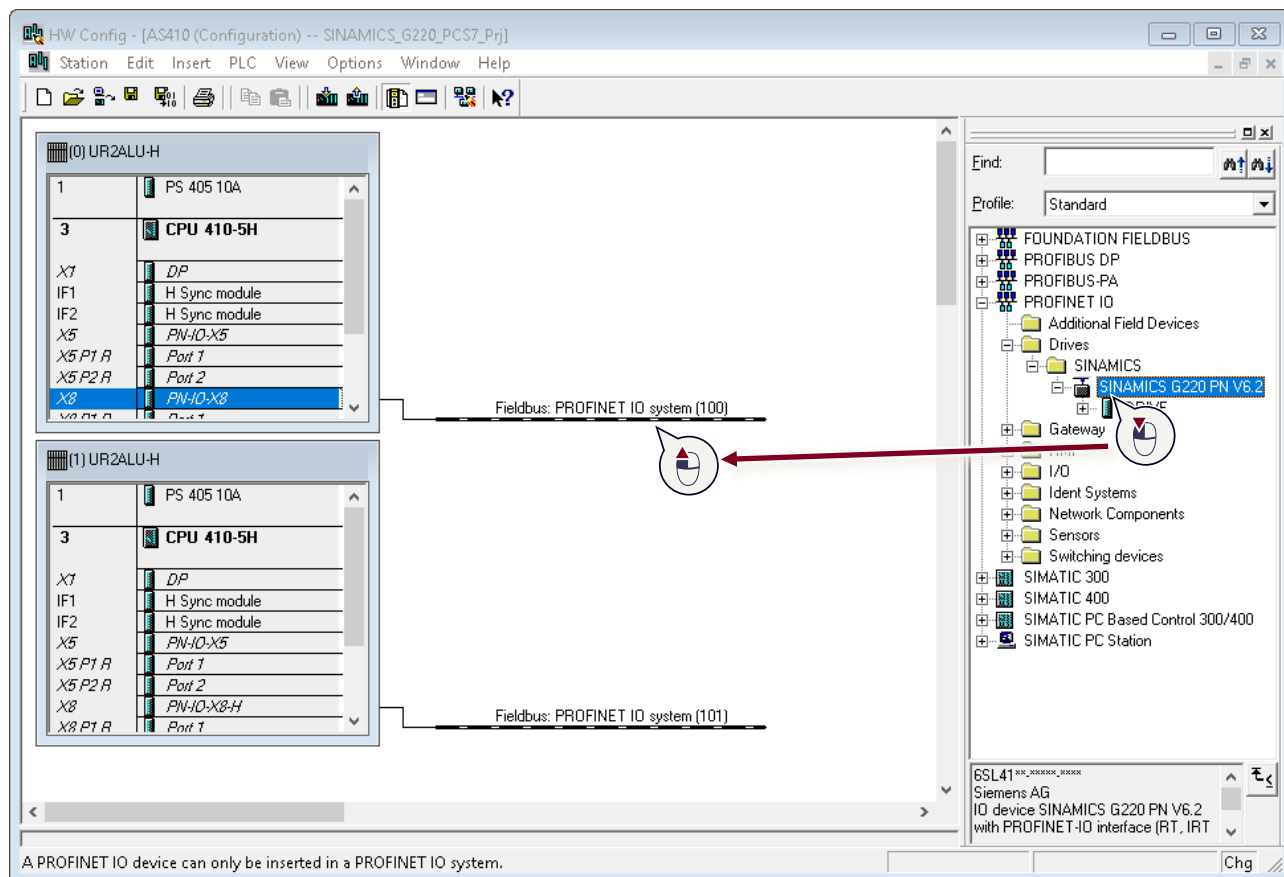 HW Config - [AS410 (Configuration) -- SINAMICS_G220_PCS7_Prj]
Station Edit Insert PLC View Options Window Help
(0) UR2ALU-H
1 PS 405 10A
3 CPU 410-5H
X1 DP
IF1 H Sync module
IF2 H Sync module
X5 PN-IO-X5
X5 P1 R Port 1
X5 P2 R Port 2
X8 PN-IO-X8
X8 P1 R Port 1
Fieldbus: PROFINET IO system (100)
(1) UR2ALU-H
1 PS 405 10A
3 CPU 410-5H
X1 DP
IF1 H Sync module
IF2 H Sync module
X5 PN-IO-X5
X5 P1 R Port 1
X5 P2 R Port 2
X8 PN-IO-X8-H
X8 P1 R Port 1
Fieldbus: PROFINET IO system (101)
Find:
Profile: Standard
FOUNDATION FIELDBUS
PROFIBUS DP
PROFIBUS-PA
PROFINET IO
Additional Field Devices
Drives
SINAMICS
SINAMICS G220 PN V6.2
Gateway
I/O
Ident Systems
Network Components
Sensors
Switching devices
SIMATIC 300
SIMATIC 400
SIMATIC PC Based Control 300/400
SIMATIC PC Station
6SL41**-*****-****
Siemens AG
IO device SINAMICS G220 PN V6.2
with PROFINET-IO interface (RT, IRT
A PROFINET IO device can only be inserted in a PROFINET IO system.
Chg